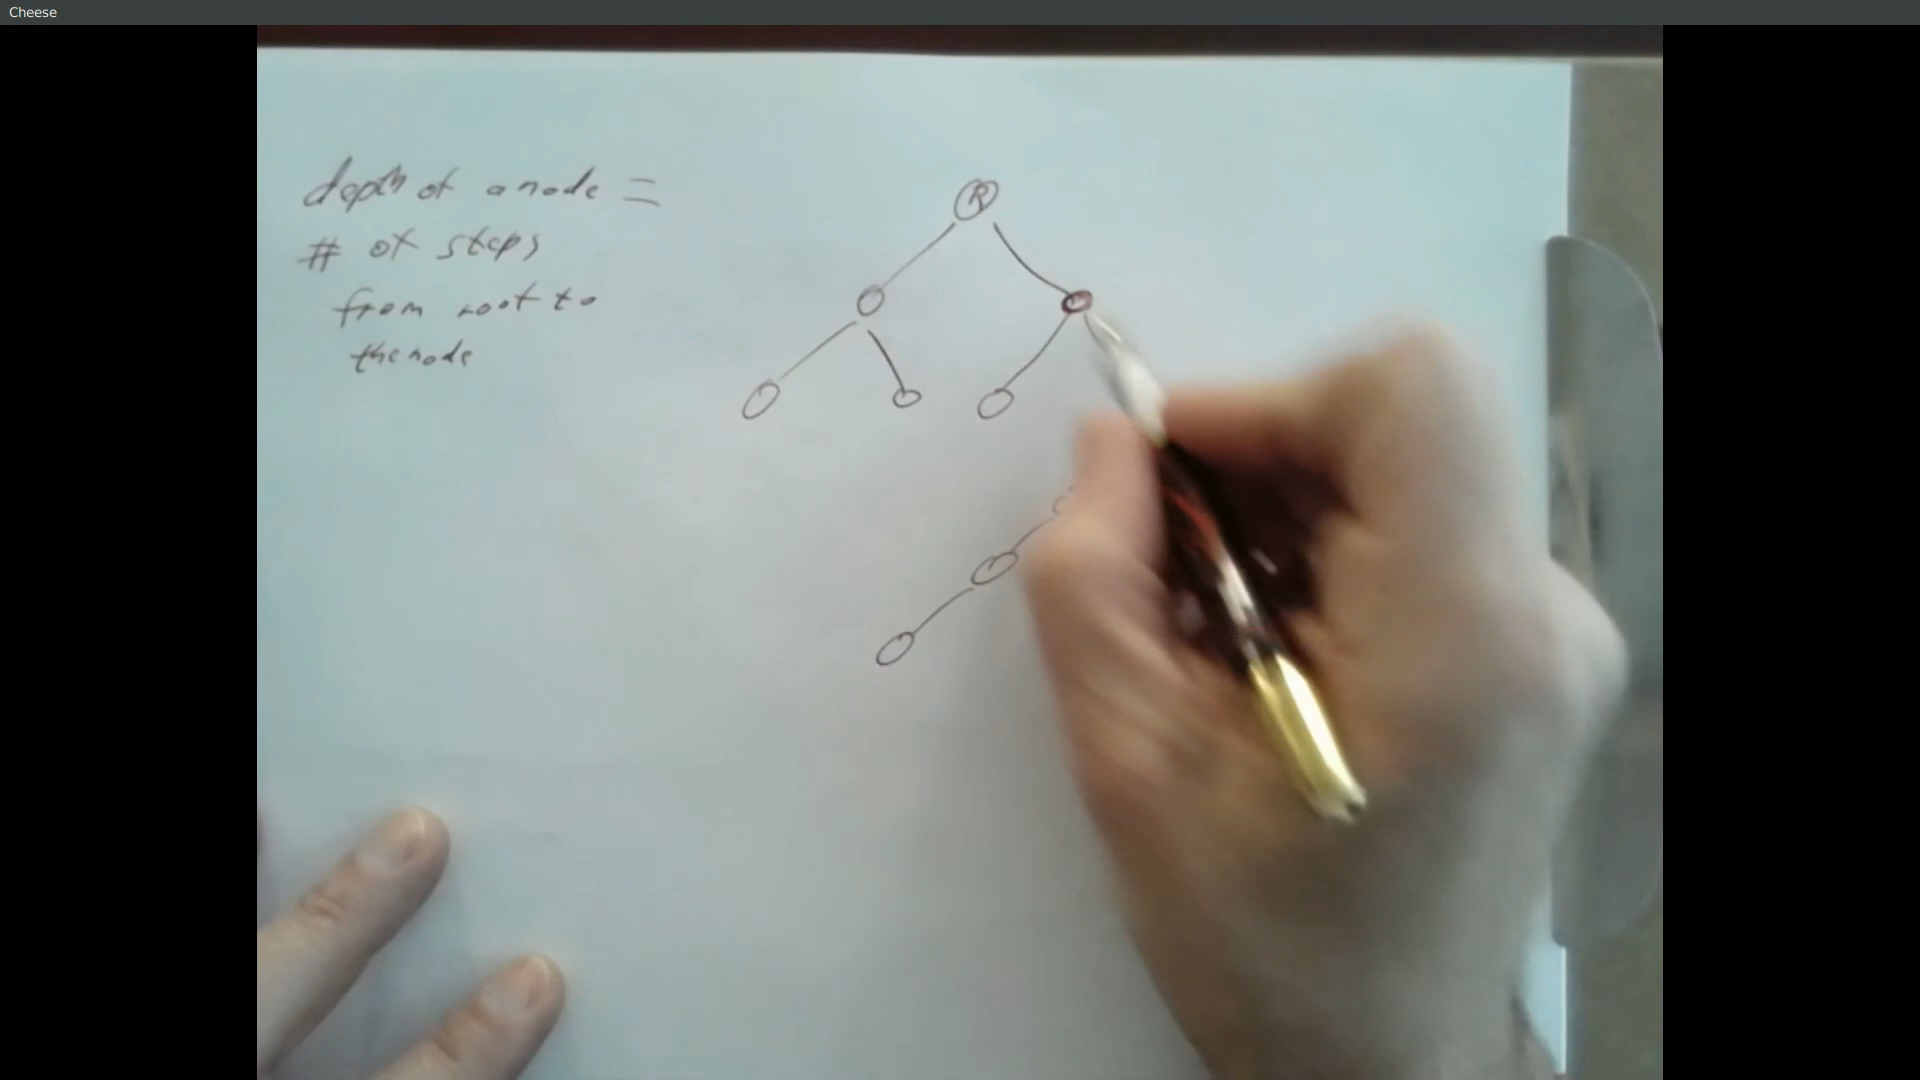 Cheese
depth of a node =
# of steps
from root to
the node
R